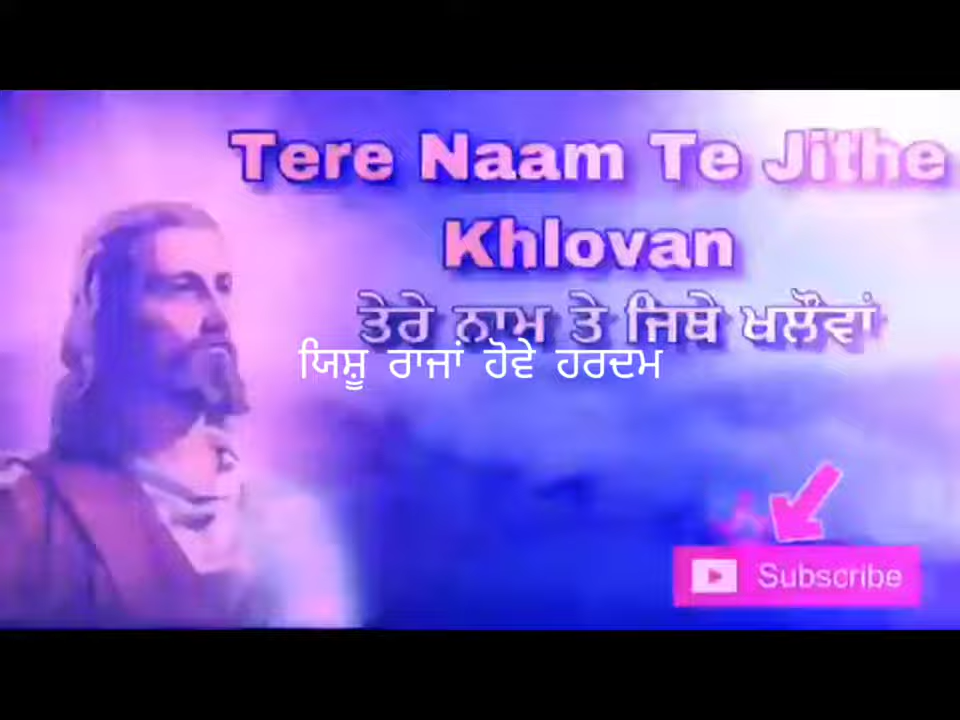 Tere Naam Te Jithe
Khlovan
ਤੇਰੇ ਨਾਮ ਤੇ ਜਿਥੇ ਖਲੌਵਾਂ
ਯਿਸ਼ੂ ਰਾਜਾਂ ਹੋਵੇ ਹਰਦਮ
Subscribe